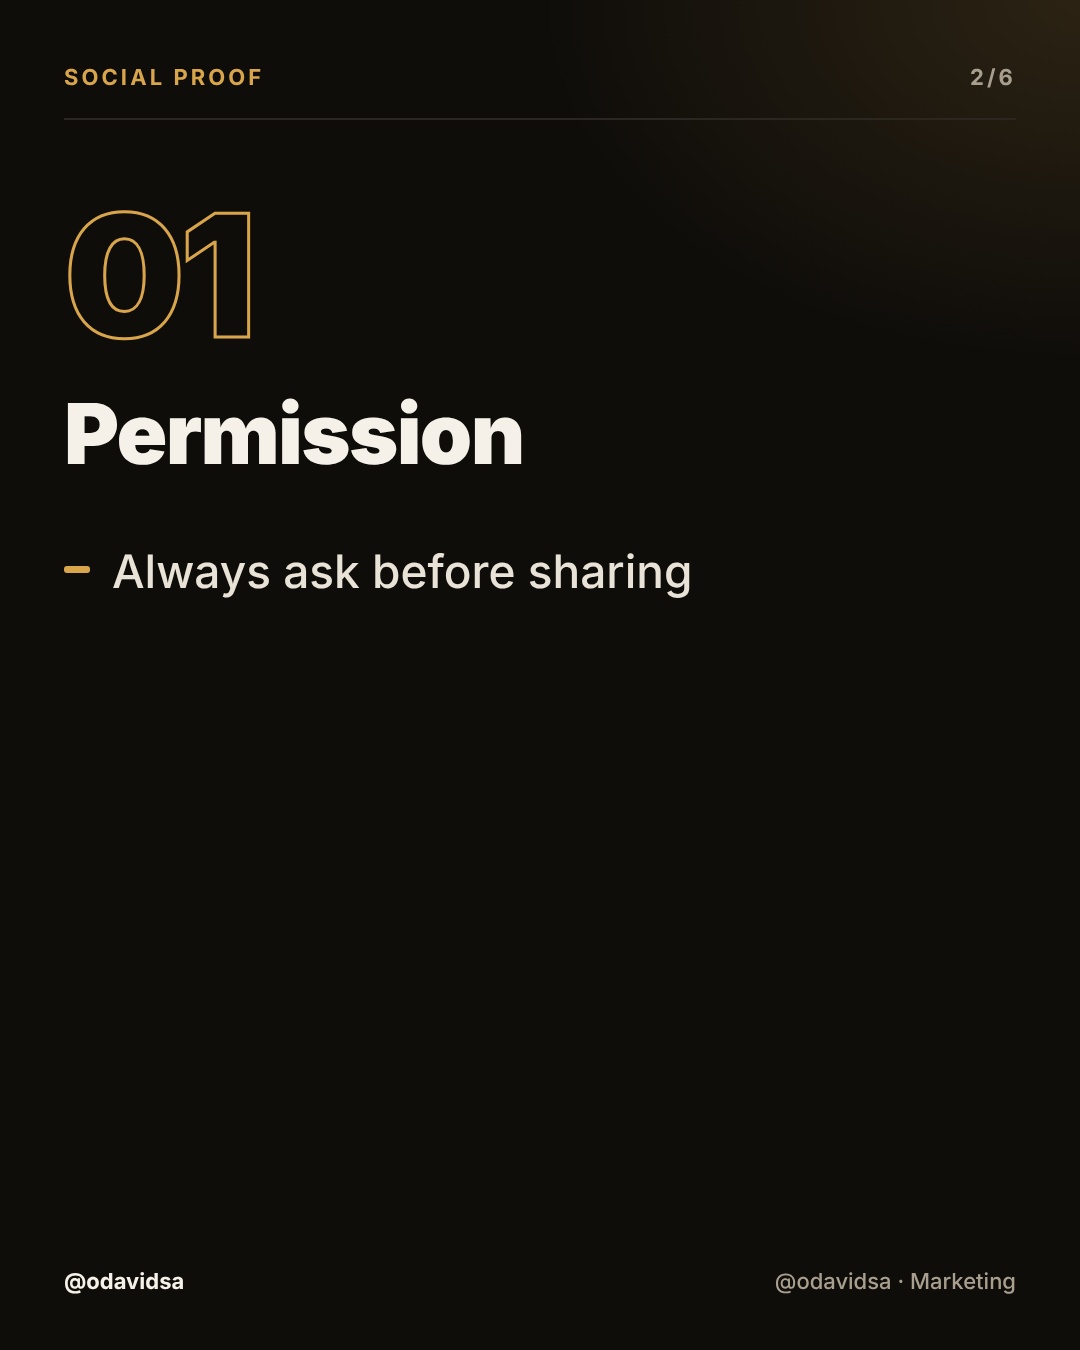 SOCIAL PROOF
2/6
01
Permission
Always ask before sharing
@odavidsa
@odavidsa · Marketing